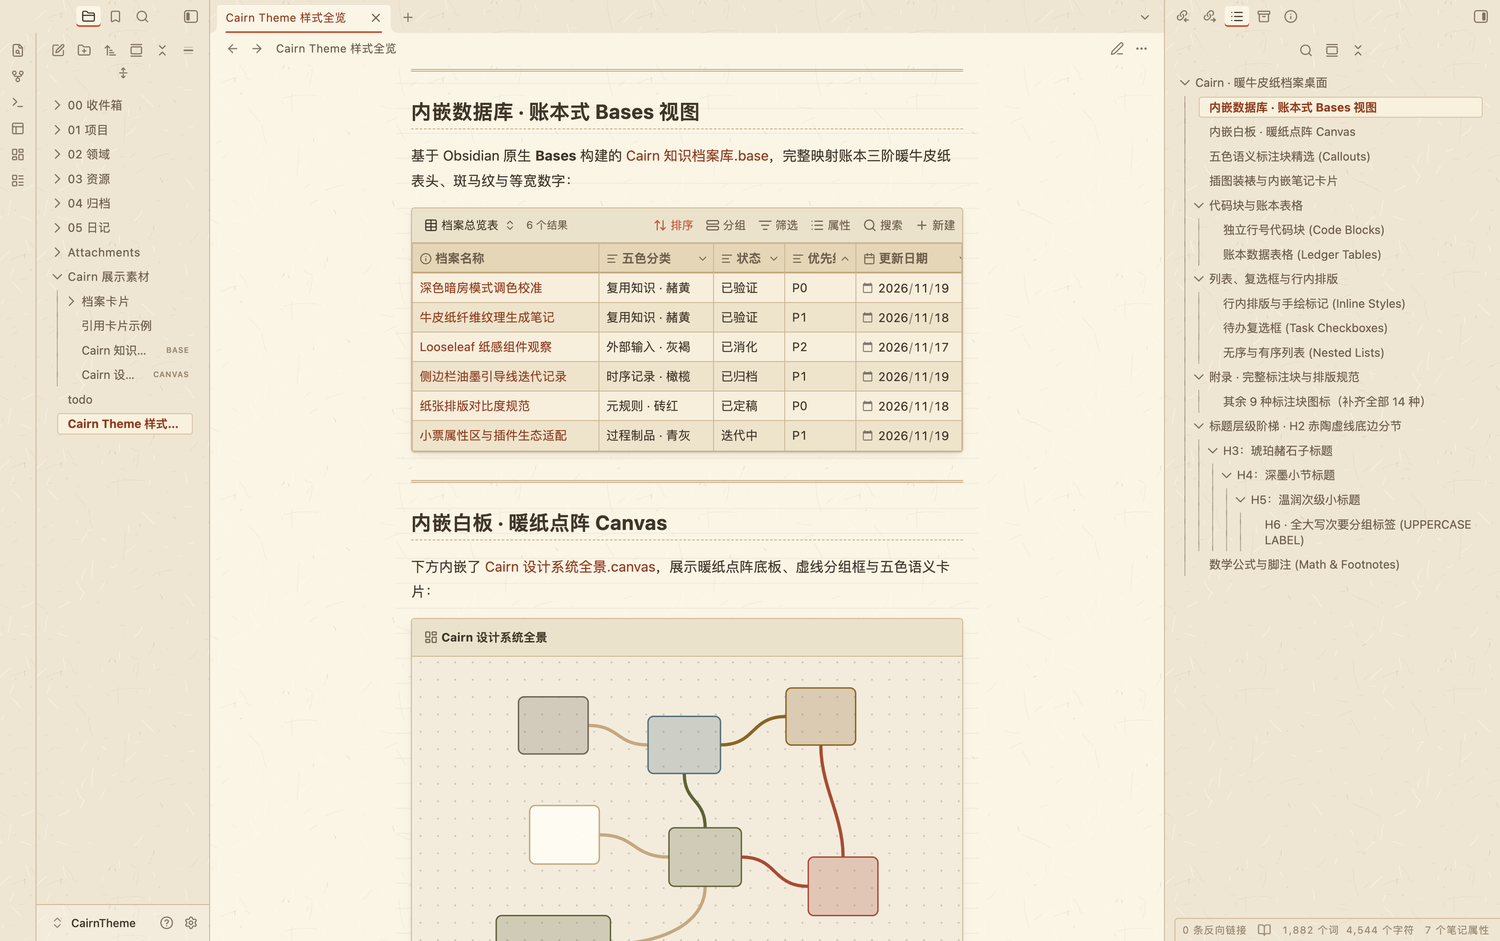 Cairn Theme 样式全览
Cairn Theme 样式全览
00 收件箱
01 项目
02 领域
03 资源
04 归档
05 日记
Attachments
Cairn 展示素材
档案卡片
引用卡片示例
Cairn 知识... BASE
Cairn 设... CANVAS
todo
Cairn Theme 样式...
CairnTheme
内嵌数据库 · 账本式 Bases 视图
基于 Obsidian 原生 Bases 构建的 Cairn 知识档案库.base，完整映射账本三阶暖牛皮纸
表头、斑马纹与等宽数字：
档案总览表 6 个结果 排序 分组 筛选 属性 搜索 新建
档案名称 五色分类 状态 优先 更新日期
深色暗房模式调色校准 复用知识 · 赭黄 已验证 P0 2026/11/19
牛皮纸纤维纹理生成笔记 复用知识 · 赭黄 已验证 P1 2026/11/18
Looseleaf 纸感组件观察 外部输入 · 灰褐 已消化 P2 2026/11/17
侧边栏油墨引导线迭代记录 时序记录 · 橄榄 已归档 P1 2026/11/19
纸张排版对比度规范 元规则 · 砖红 已定稿 P0 2026/11/18
小票属性区与插件生态适配 过程制品 · 青灰 迭代中 P1 2026/11/19
内嵌白板 · 暖纸点阵 Canvas
下方内嵌了 Cairn 设计系统全景.canvas，展示暖纸点阵底板、虚线分组框与五色语义卡
片：
Cairn 设计系统全景
Cairn · 暖牛皮纸档案桌面
内嵌数据库 · 账本式 Bases 视图
内嵌白板 · 暖纸点阵 Canvas
五色语义标注块精选 (Callouts)
插图装裱与内嵌笔记卡片
代码块与账本表格
独立行号代码块 (Code Blocks)
账本数据表格 (Ledger Tables)
列表、复选框与行内排版
行内排版与手绘标记 (Inline Styles)
待办复选框 (Task Checkboxes)
无序与有序列表 (Nested Lists)
附录 · 完整标注块与排版规范
其余 9 种标注块图标（补齐全部 14 种）
标题层级阶梯 · H2 赤陶虚线底边分节
H3：琥珀赭石子标题
H4：深墨小节标题
H5：温润次级小标题
H6 · 全大写次要分组标签 (UPPERCASE
LABEL)
数学公式与脚注 (Math & Footnotes)
0 条反向链接 1,882 个词 4,544 个字符 7 个笔记属性